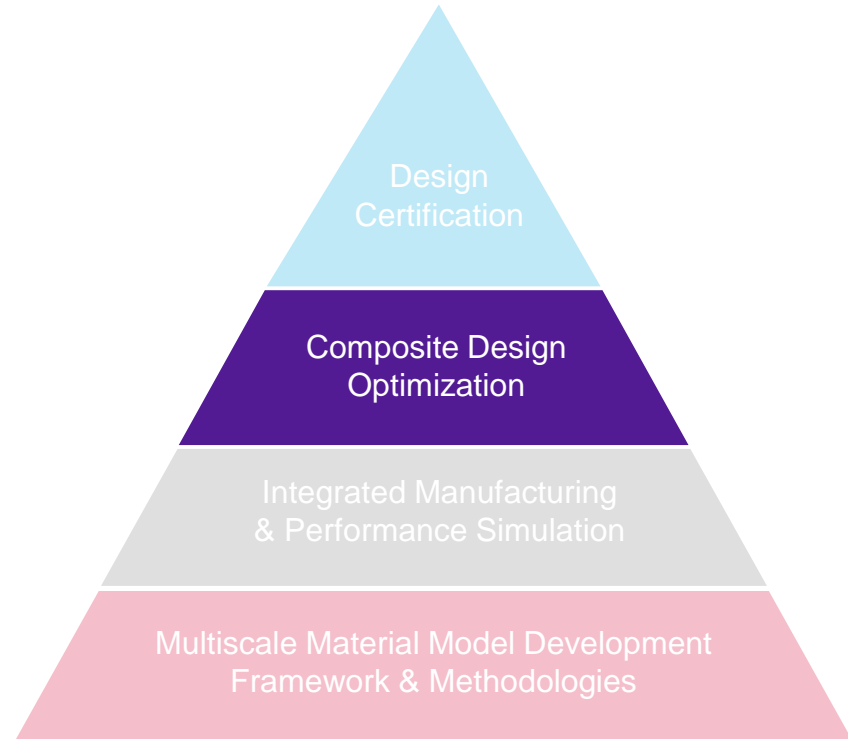 Design
Certification
Composite Design
Optimization
Integrated Manufacturing
& Performance Simulation
Multiscale Material Model Development
Framework & Methodologies